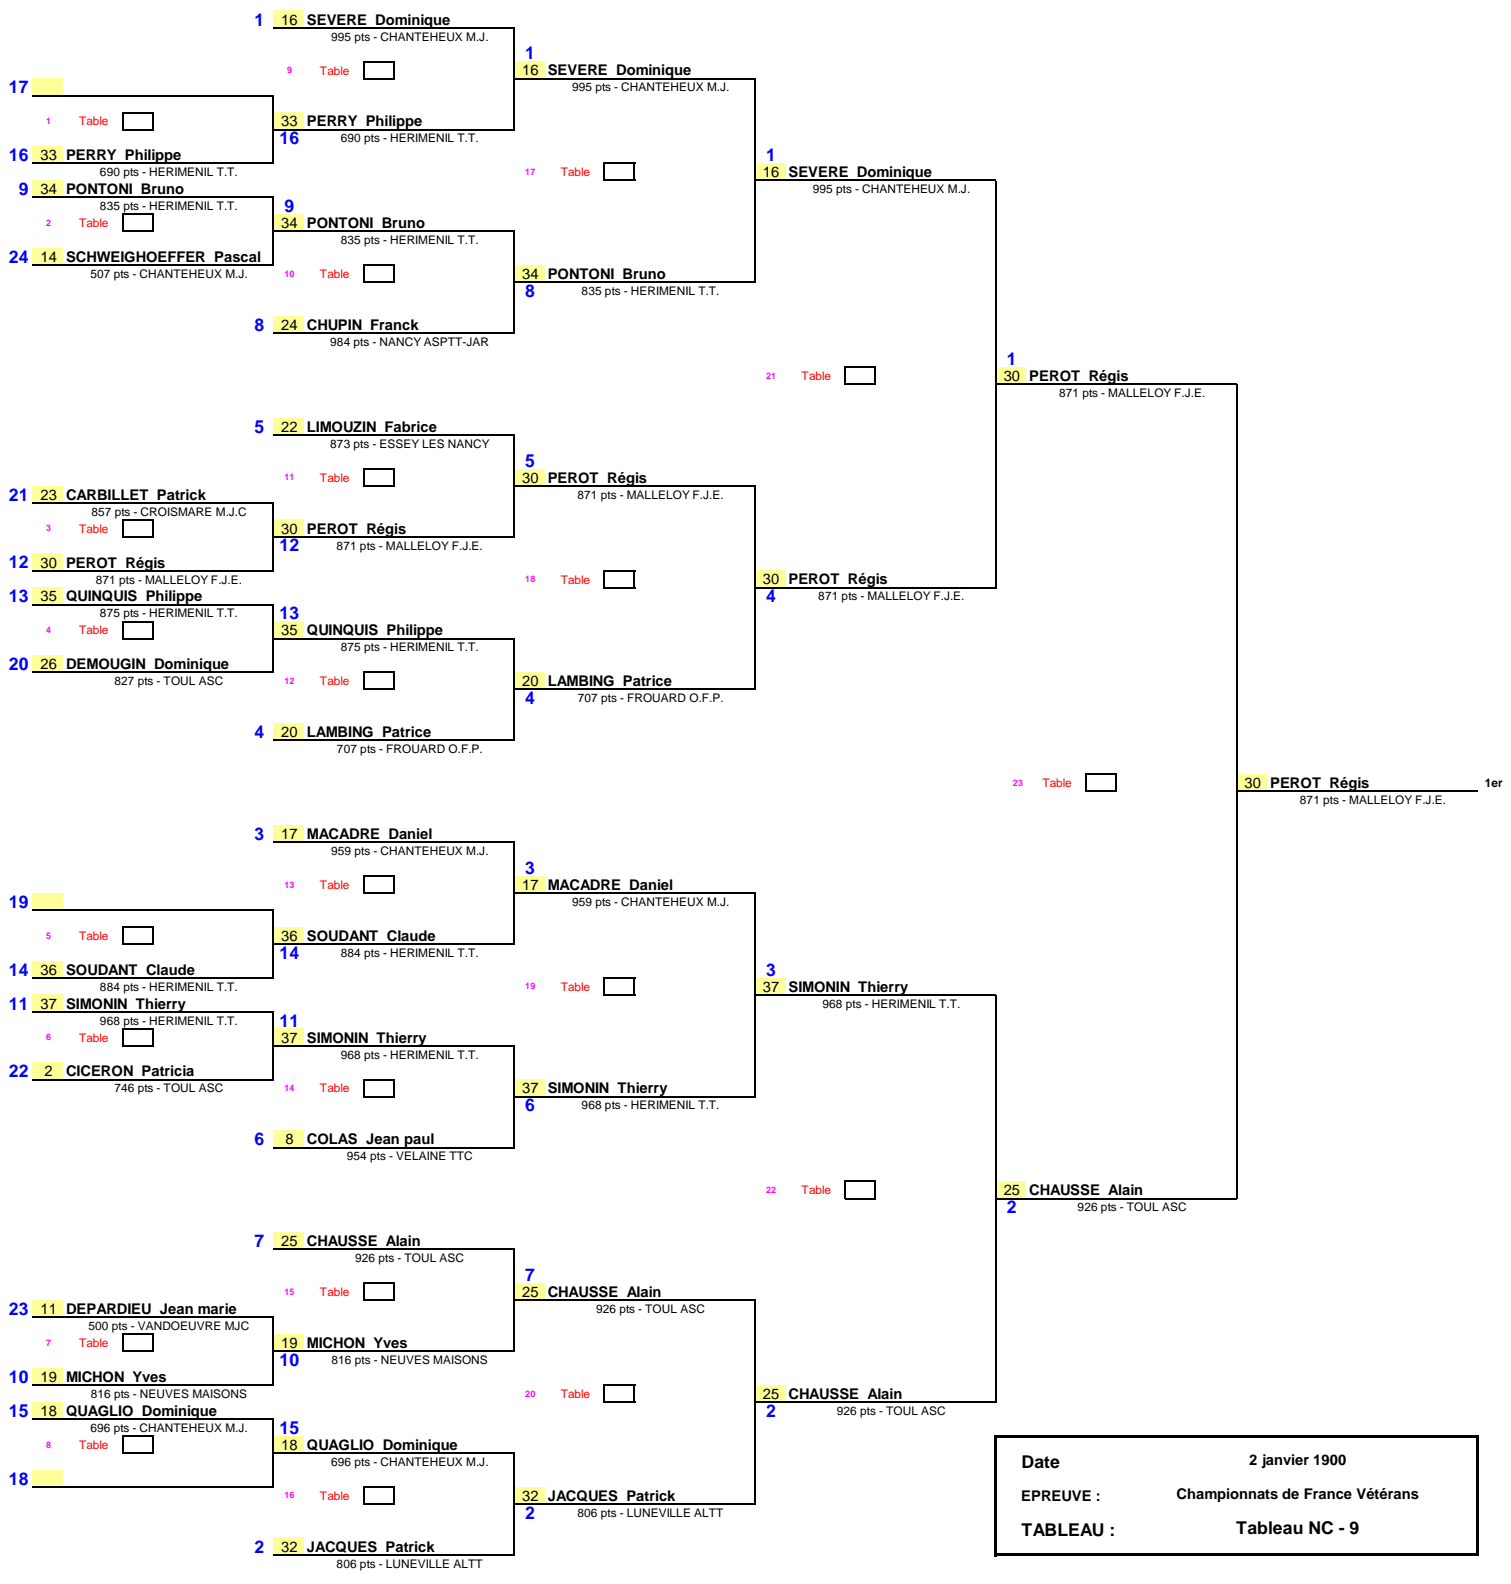 1 16 SEVERE Dominique
995 pts - CHANTEHEUX M.J.
1
9 Table
16 SEVERE Dominique
17
995 pts - CHANTEHEUX M.J.
1 Table
33 PERRY Philippe
16 690 pts - HERIMENIL T.T.
16 33 PERRY Philippe
1
690 pts - HERIMENIL T.T.
17 Table
16 SEVERE Dominique
9 34 PONTONI Bruno
995 pts - CHANTEHEUX M.J.
835 pts - HERIMENIL T.T.
9
2 Table
34 PONTONI Bruno
835 pts - HERIMENIL T.T.
24 14 SCHWEIGHOEFFER Pascal
507 pts - CHANTEHEUX M.J.
10 Table
34 PONTONI Bruno
8 835 pts - HERIMENIL T.T.
8 24 CHUPIN Franck
984 pts - NANCY ASPTT-JAR
1
21 Table
30 PEROT Régis
871 pts - MALLELOY F.J.E.
5 22 LIMOUZIN Fabrice
873 pts - ESSEY LES NANCY
5
11 Table
30 PEROT Régis
21 23 CARBILLET Patrick
871 pts - MALLELOY F.J.E.
857 pts - CROISMARE M.J.C
3 Table
30 PEROT Régis
12 871 pts - MALLELOY F.J.E.
12 30 PEROT Régis
871 pts - MALLELOY F.J.E.
18 Table
30 PEROT Régis
13 35 QUINQUIS Philippe
4 871 pts - MALLELOY F.J.E.
875 pts - HERIMENIL T.T.
13
4 Table
35 QUINQUIS Philippe
875 pts - HERIMENIL T.T.
20 26 DEMOUGIN Dominique
827 pts - TOUL ASC
12 Table
20 LAMBING Patrice
4 707 pts - FROUARD O.F.P.
4 20 LAMBING Patrice
707 pts - FROUARD O.F.P.
23 Table
30 PEROT Régis 1er
871 pts - MALLELOY F.J.E.
3 17 MACADRE Daniel
959 pts - CHANTEHEUX M.J.
3
13 Table
17 MACADRE Daniel
19
959 pts - CHANTEHEUX M.J.
5 Table
36 SOUDANT Claude
14 884 pts - HERIMENIL T.T.
14 36 SOUDANT Claude
3
884 pts - HERIMENIL T.T.
19 Table
37 SIMONIN Thierry
11 37 SIMONIN Thierry
968 pts - HERIMENIL T.T.
968 pts - HERIMENIL T.T.
11
6 Table
37 SIMONIN Thierry
968 pts - HERIMENIL T.T.
22 2 CICERON Patricia
746 pts - TOUL ASC
14 Table
37 SIMONIN Thierry
6 968 pts - HERIMENIL T.T.
6 8 COLAS Jean paul
954 pts - VELAINE TTC
22 Table
25 CHAUSSE Alain
2 926 pts - TOUL ASC
7 25 CHAUSSE Alain
926 pts - TOUL ASC
7
15 Table
25 CHAUSSE Alain
23 11 DEPARDIEU Jean marie
926 pts - TOUL ASC
500 pts - VANDOEUVRE MJC
7 Table
19 MICHON Yves
10 816 pts - NEUVES MAISONS
10 19 MICHON Yves
816 pts - NEUVES MAISONS
20 Table
25 CHAUSSE Alain
15 18 QUAGLIO Dominique
2 926 pts - TOUL ASC
696 pts - CHANTEHEUX M.J.
15
8 Table
18 QUAGLIO Dominique
696 pts - CHANTEHEUX M.J.
18
16 Table
32 JACQUES Patrick
2 806 pts - LUNEVILLE ALTT
2 32 JACQUES Patrick
806 pts - LUNEVILLE ALTT
Date 2 janvier 1900
EPREUVE : Championnats de France Vétérans
TABLEAU : Tableau NC - 9